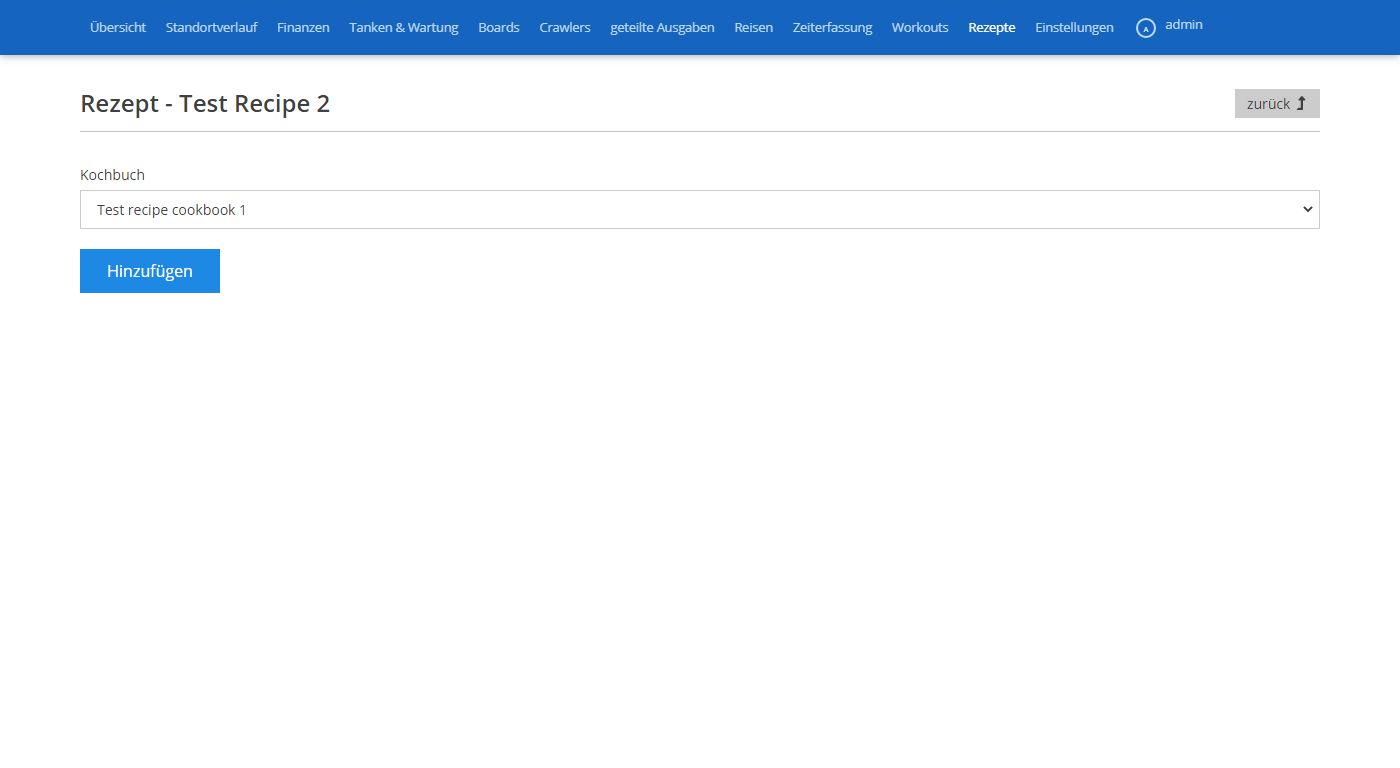 Übersicht Standortverlauf Finanzen Tanken & Wartung Boards Crawlers geteilte Ausgaben Reisen Zeiterfassung Workouts Rezepte Einstellungen A admin
Rezept - Test Recipe 2 zurück
Kochbuch
Test recipe cookbook 1
Hinzufügen